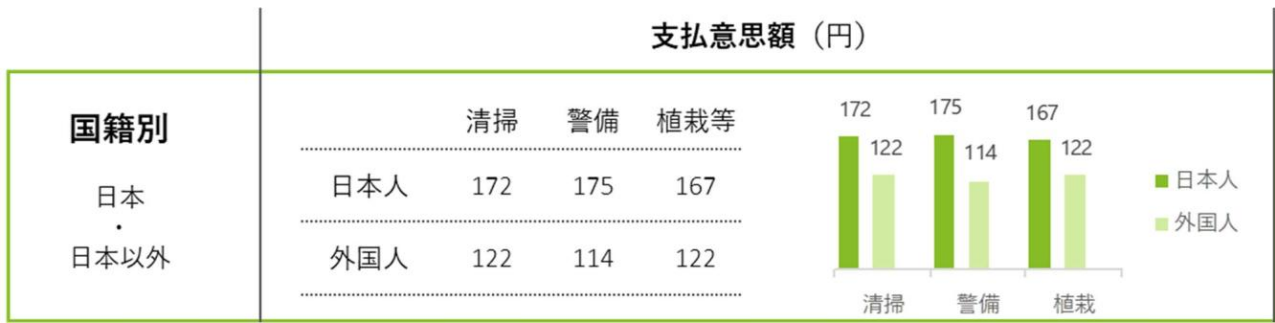 支払意思額（円）
国籍別
日本
・
日本以外
清掃 警備 植栽等
日本人 172 175 167
外国人 122 114 122
172 122 175 114 167 122
清掃 警備 植栽
日本人
外国人